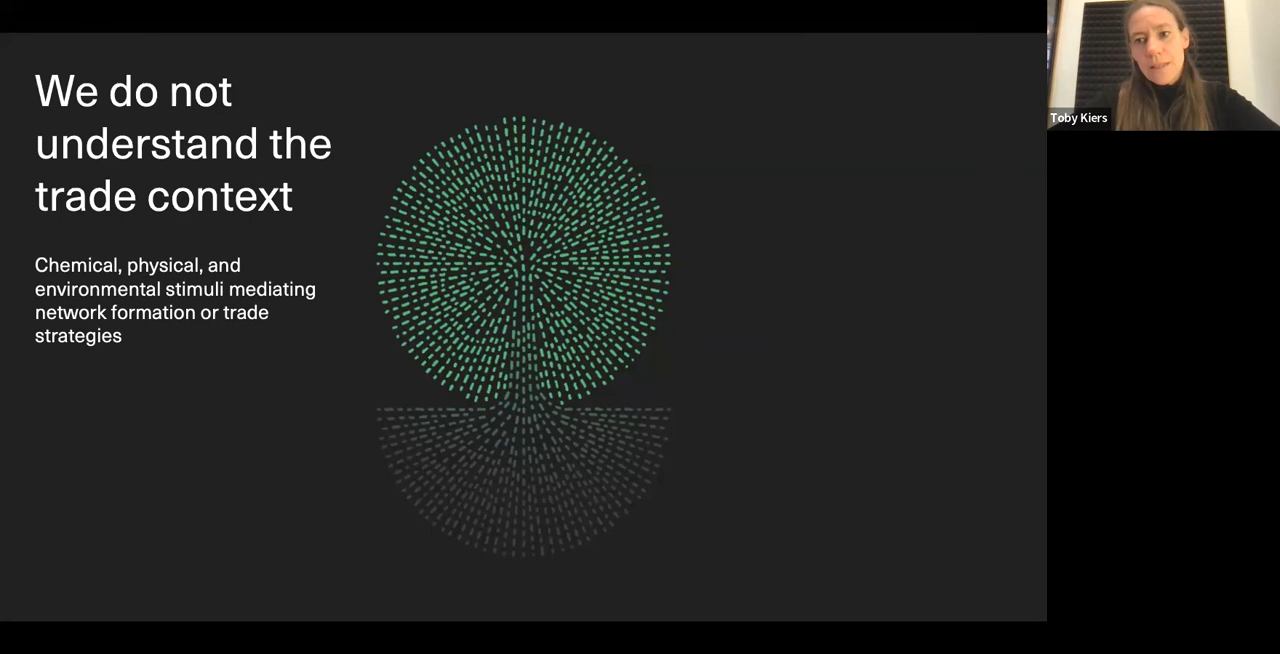 We do not
understand the
trade context
Chemical, physical, and
environmental stimuli mediating
network formation or trade
strategies
Toby Kiers